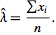 λ̂ = ∑ xᵢ / n .